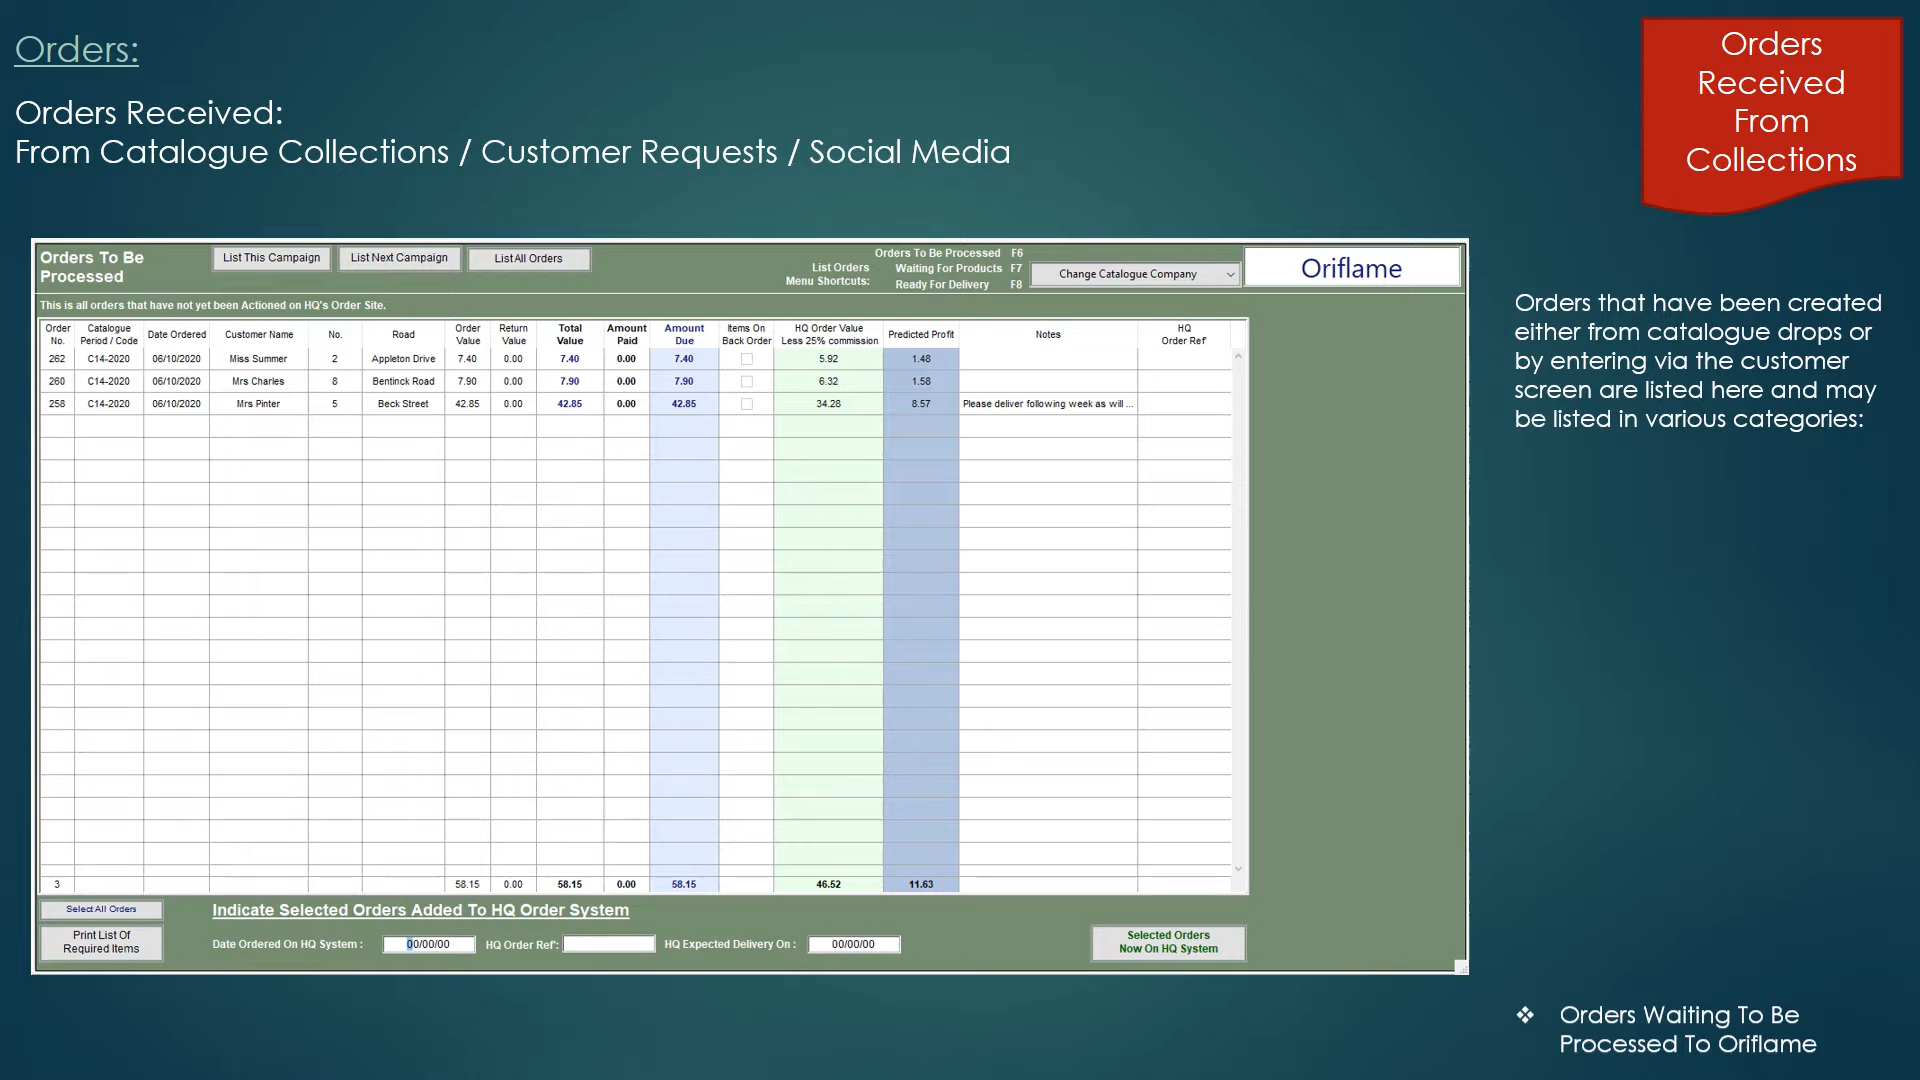 Orders:
Orders Received:
From Catalogue Collections / Customer Requests / Social Media
Orders
Received
From
Collections
Orders To Be
Processed
List This Campaign
List Next Campaign
List All Orders
List Orders
Menu Shortcuts:
Orders To Be Processed F6
Waiting For Products F7
Ready For Delivery F8
Change Catalogue Company
Oriflame
This is all orders that have not yet been Actioned on HQ's Order Site.
Order No. Catalogue Period / Code Date Ordered Customer Name No. Road Order Value Return Value Total Value Amount Paid Amount Due Items On Back Order HQ Order Value Less 25% commission Predicted Profit Notes HQ Order Ref'
262 C14-2020 06/10/2020 Miss Summer 2 Appleton Drive 7.40 0.00 7.40 0.00 7.40 5.92 1.48
260 C14-2020 06/10/2020 Mrs Charles 8 Bentinck Road 7.90 0.00 7.90 0.00 7.90 6.32 1.58
258 C14-2020 06/10/2020 Mrs Pinter 5 Beck Street 42.85 0.00 42.85 0.00 42.85 34.28 8.57 Please deliver following week as will ...
3 58.15 0.00 58.15 0.00 58.15 46.52 11.63
Select All Orders
Print List Of
Required Items
Indicate Selected Orders Added To HQ Order System
Date Ordered On HQ System : 00/00/00 HQ Order Ref': HQ Expected Delivery On : 00/00/00
Selected Orders
Now On HQ System
Orders that have been created
either from catalogue drops or
by entering via the customer
screen are listed here and may
be listed in various categories:
❖ Orders Waiting To Be
Processed To Oriflame